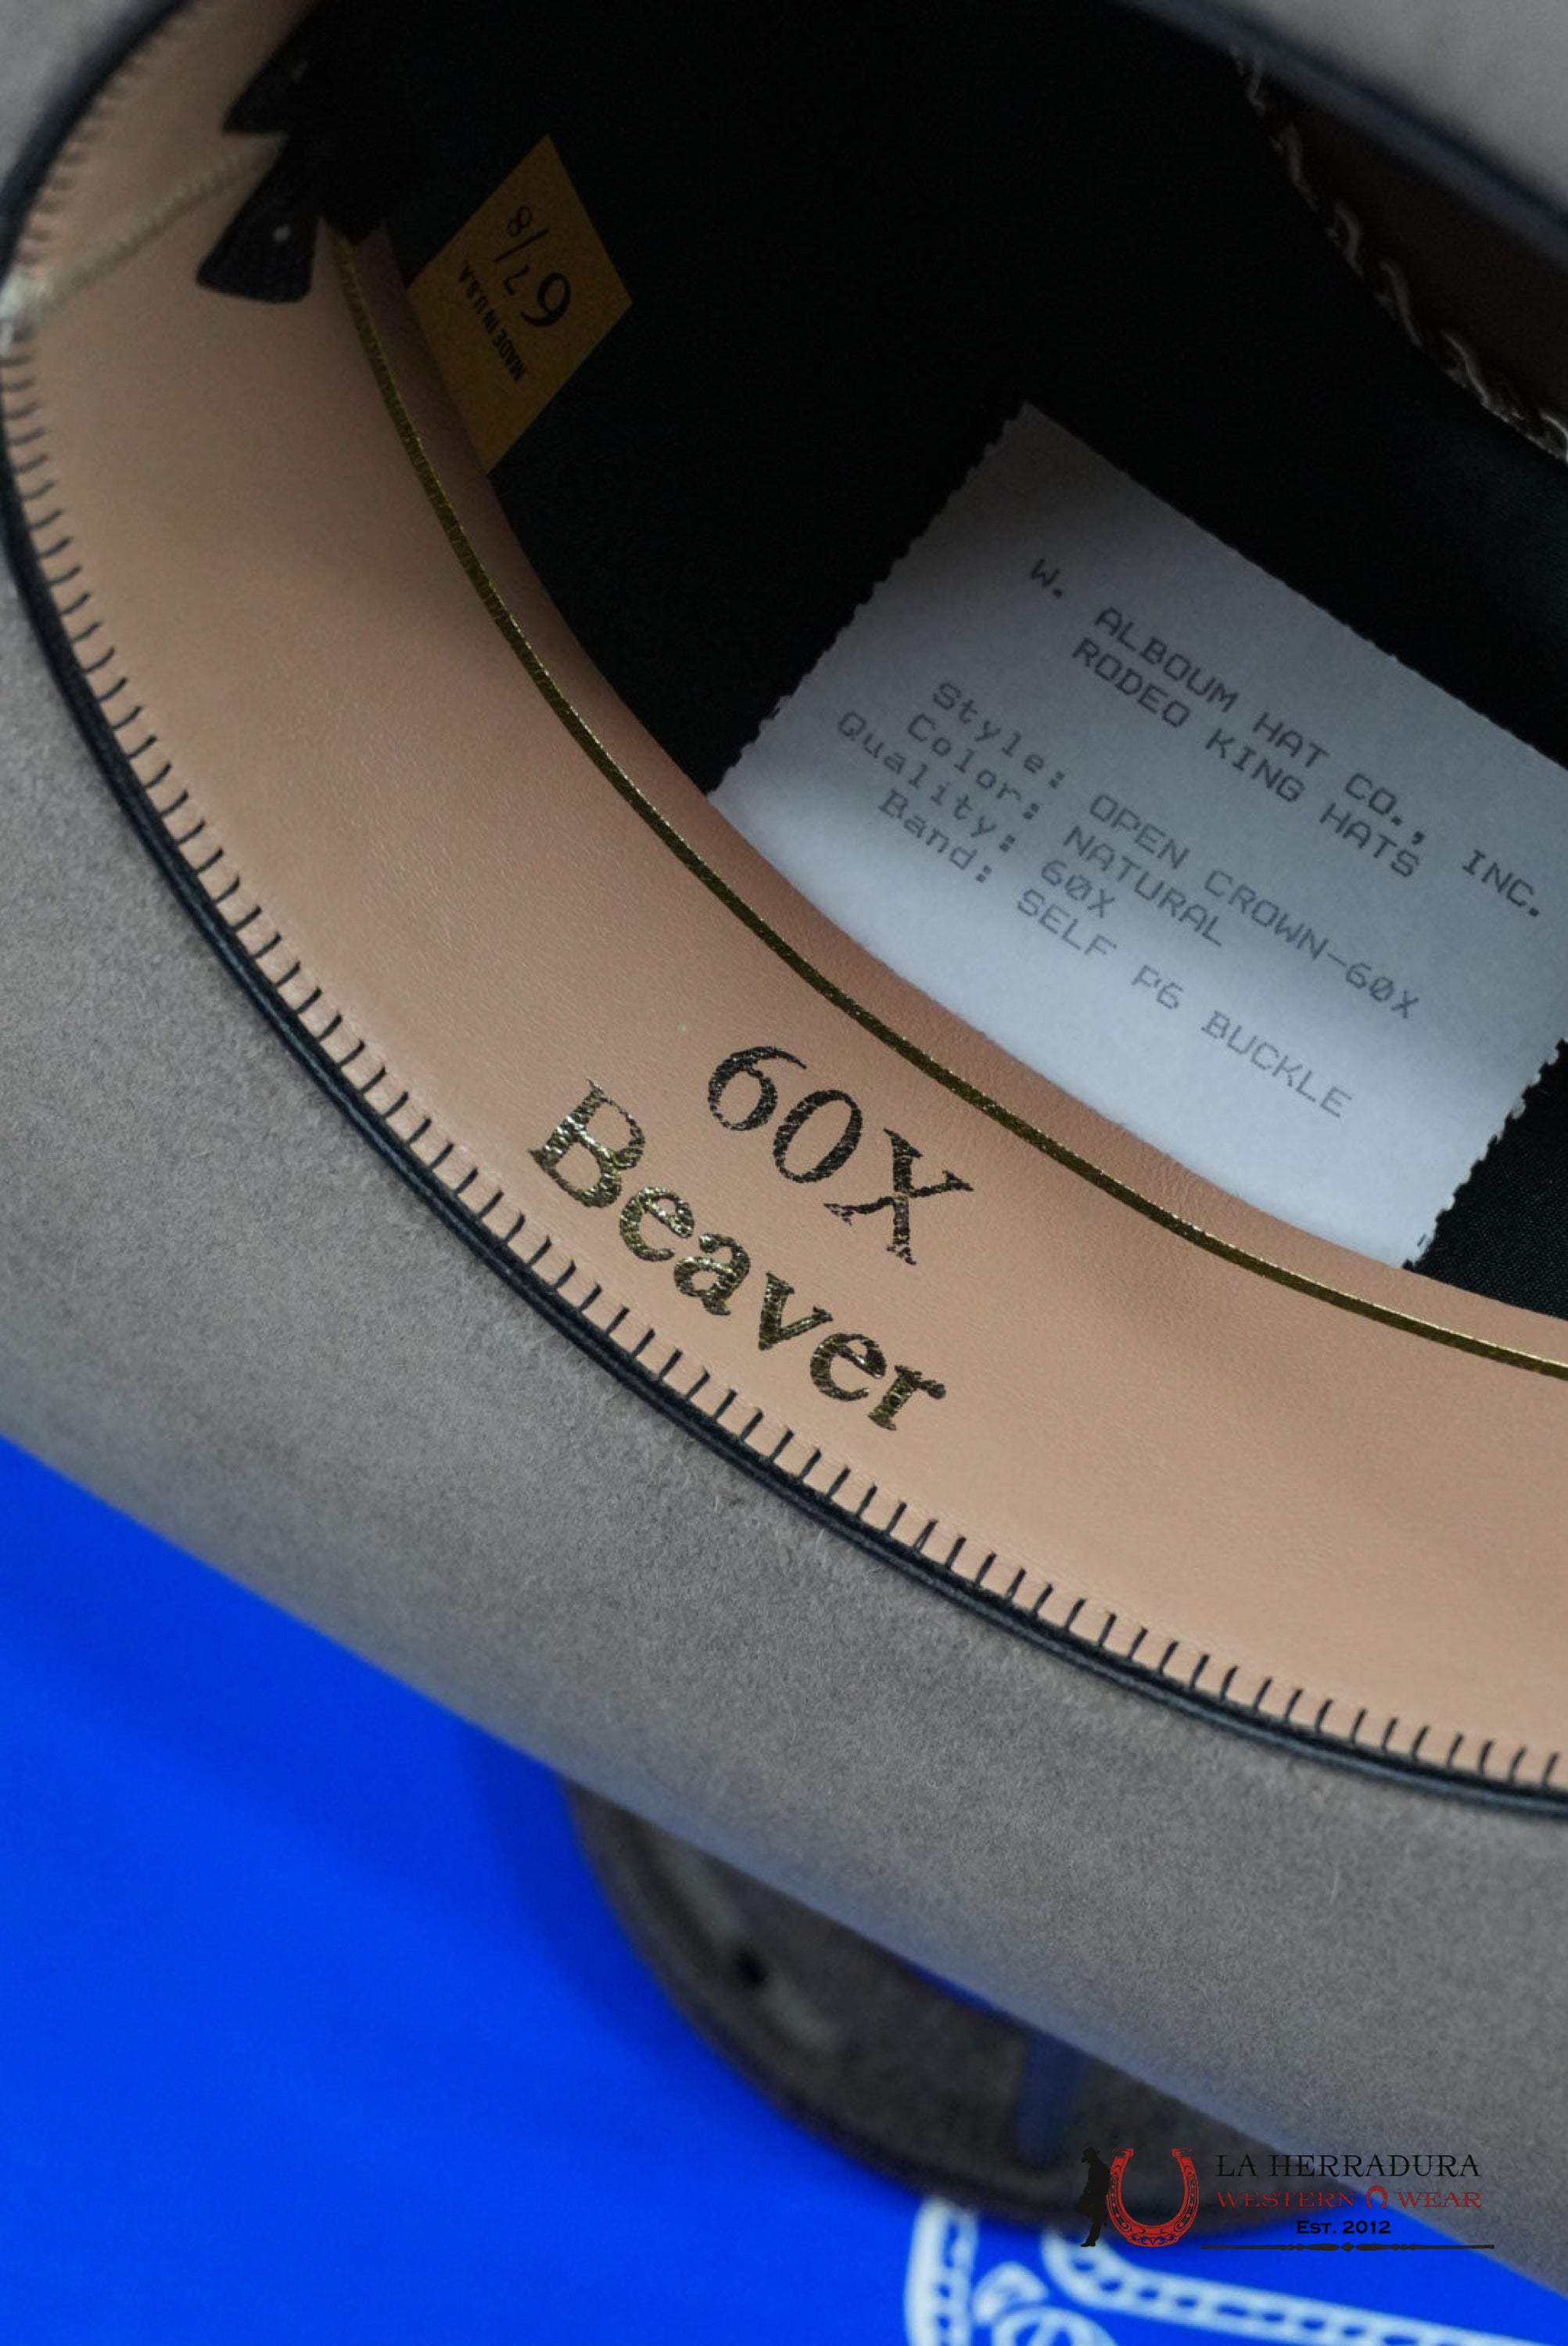 6 7/8
MADE IN U.S.A.
W. ALBOUM HAT CO., INC.
RODEO KING HATS
Style: OPEN CROWN-60X
Color: NATURAL
Quality: 60X
Band: SELF P6 BUCKLE
60X
Beaver
LA HERRADURA
WESTERN WEAR
EST. 2012